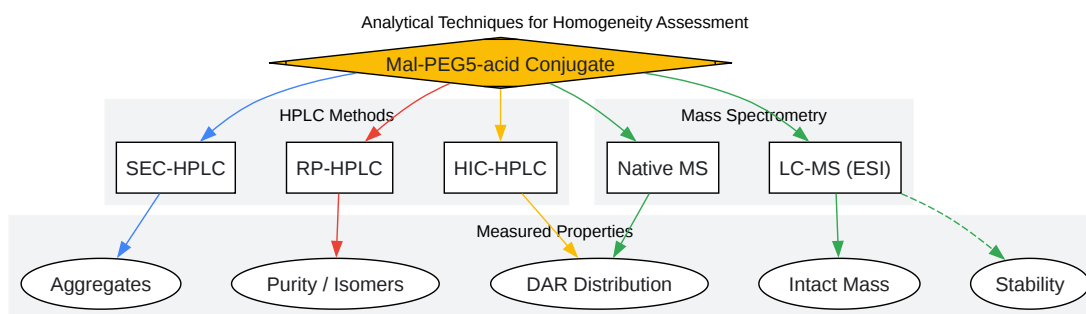 Analytical Techniques for Homogeneity Assessment
Mal-PEG5-acid Conjugate
HPLC Methods
Mass Spectrometry
SEC-HPLC
RP-HPLC
HIC-HPLC
Native MS
LC-MS (ESI)
Measured Properties
Aggregates
Purity / Isomers
DAR Distribution
Intact Mass
Stability